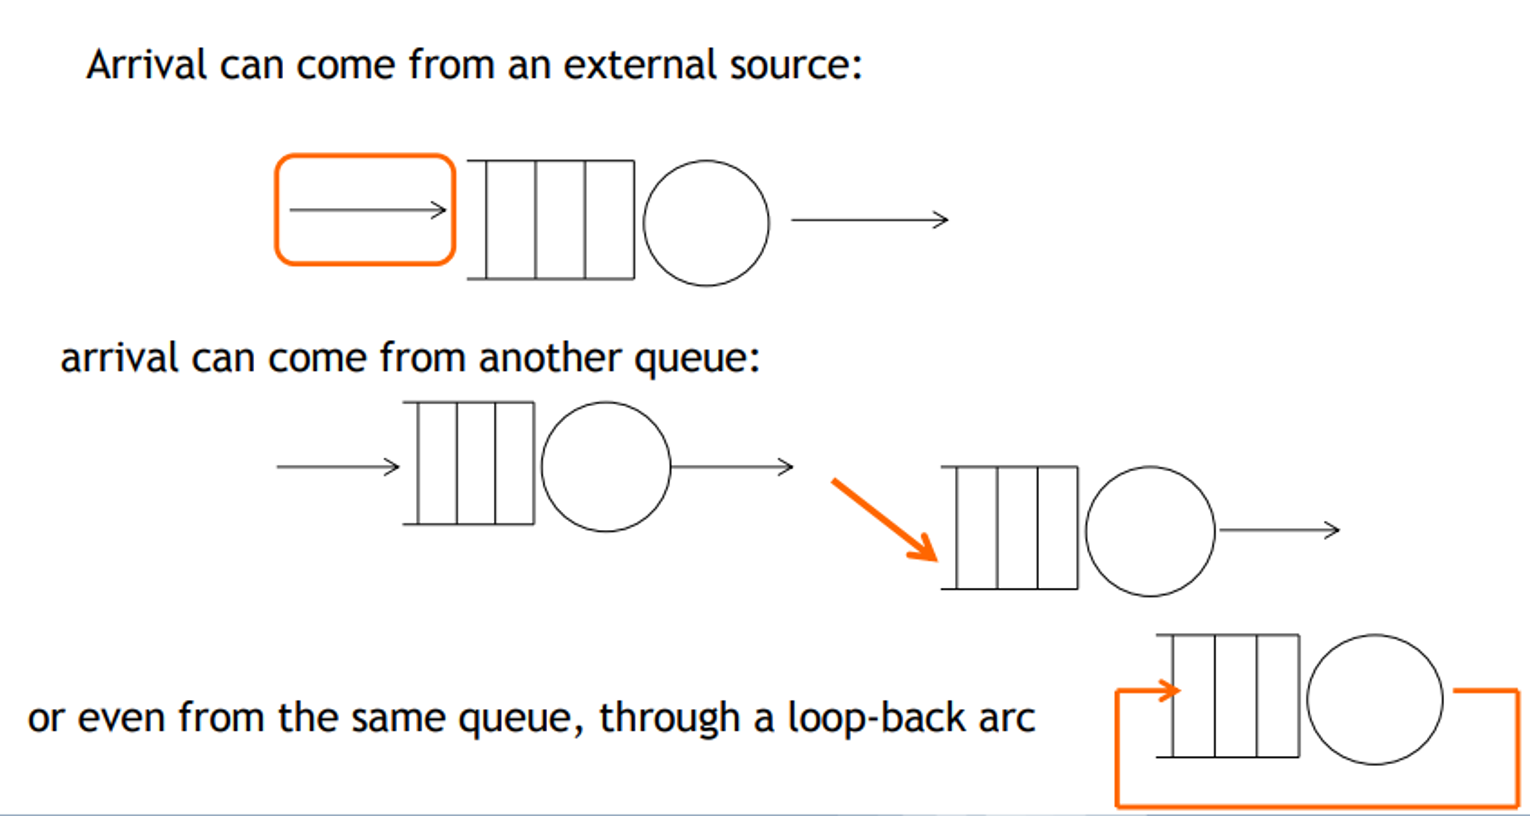 Arrival can come from an external source:
arrival can come from another queue:
or even from the same queue, through a loop-back arc